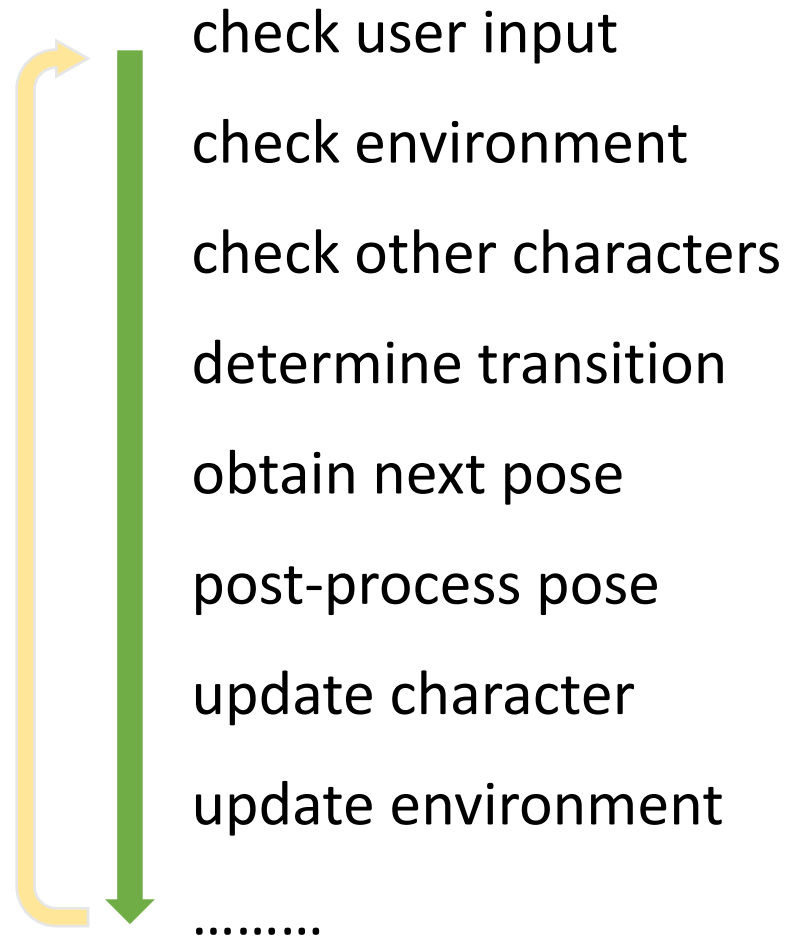 check user input
check environment
check other characters
determine transition
obtain next pose
post-process pose
update character
update environment
………